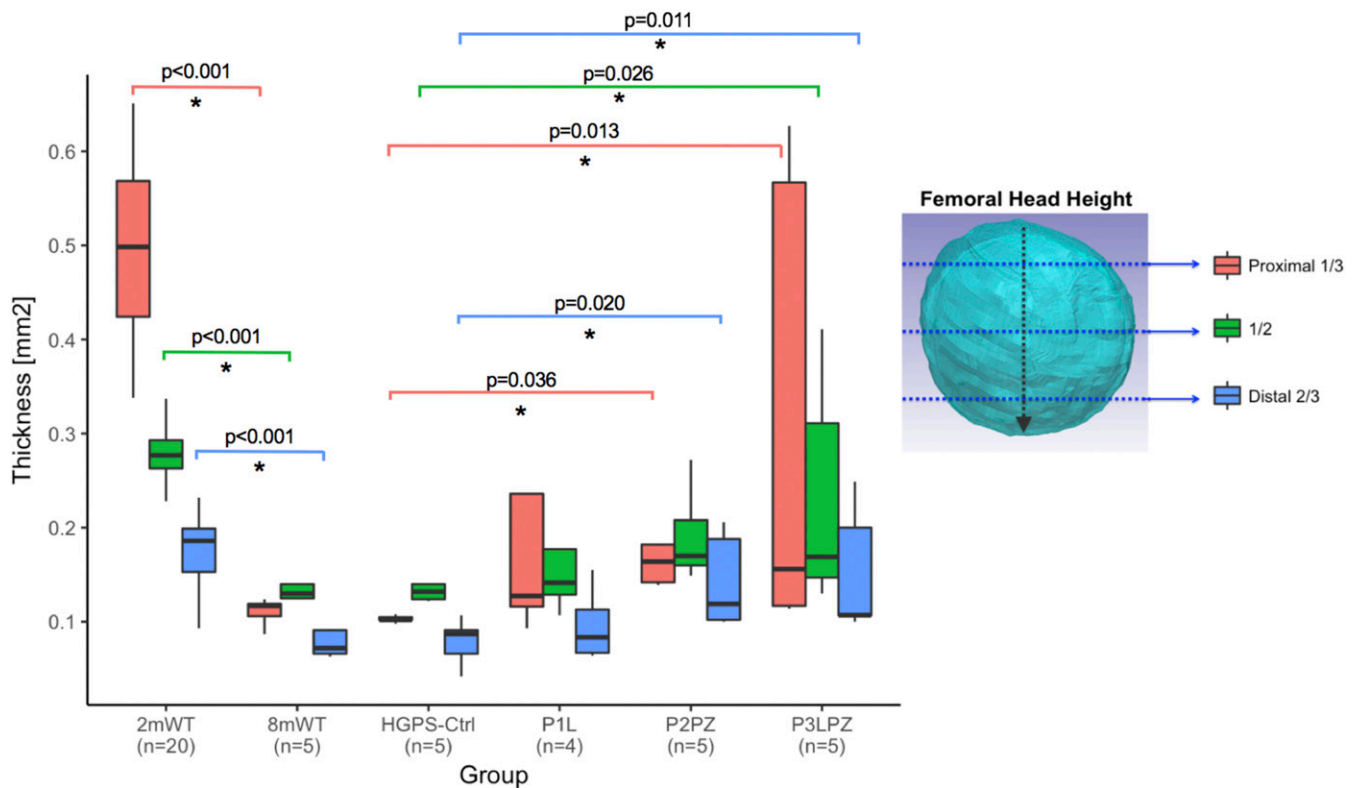 p=0.011
*
p<0.001
*
p=0.026
*
p=0.013
*
0.6
0.5
0.4
0.3
0.2
0.1
Thickness [mm2]
p<0.001
*
p<0.001
*
p=0.020
*
p=0.036
*
Femoral Head Height
Proximal 1/3
1/2
Distal 2/3
2mWT
(n=20)
8mWT
(n=5)
HGPS-Ctrl
(n=5)
P1L
(n=4)
P2PZ
(n=5)
P3LPZ
(n=5)
Group